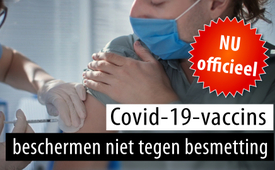 NU
officieel
Covid-19-vaccins
beschermen niet tegen besmetting